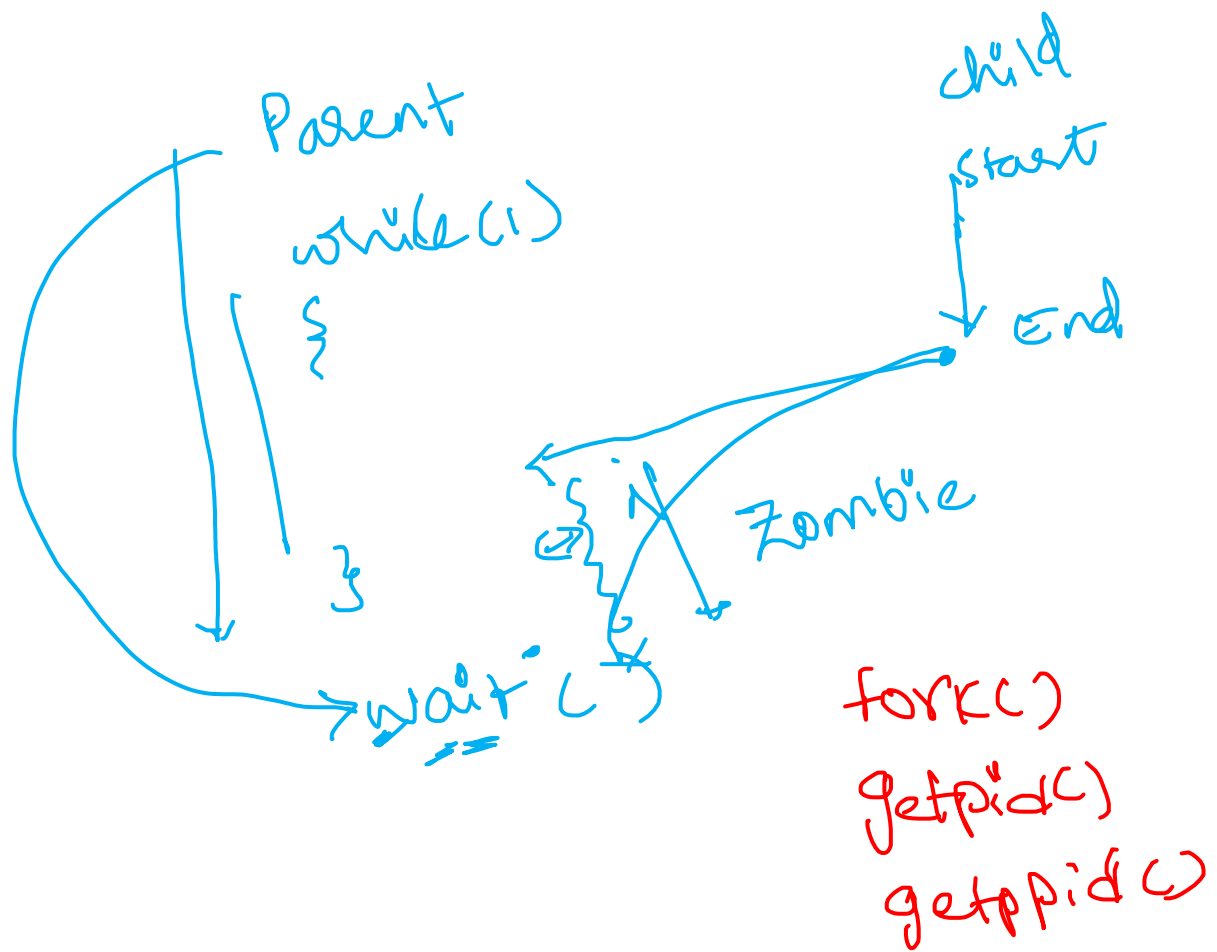 Parent
while(1)
{
}
wait()
child
start
End
Zombie
fork()
getpid()
getppid()